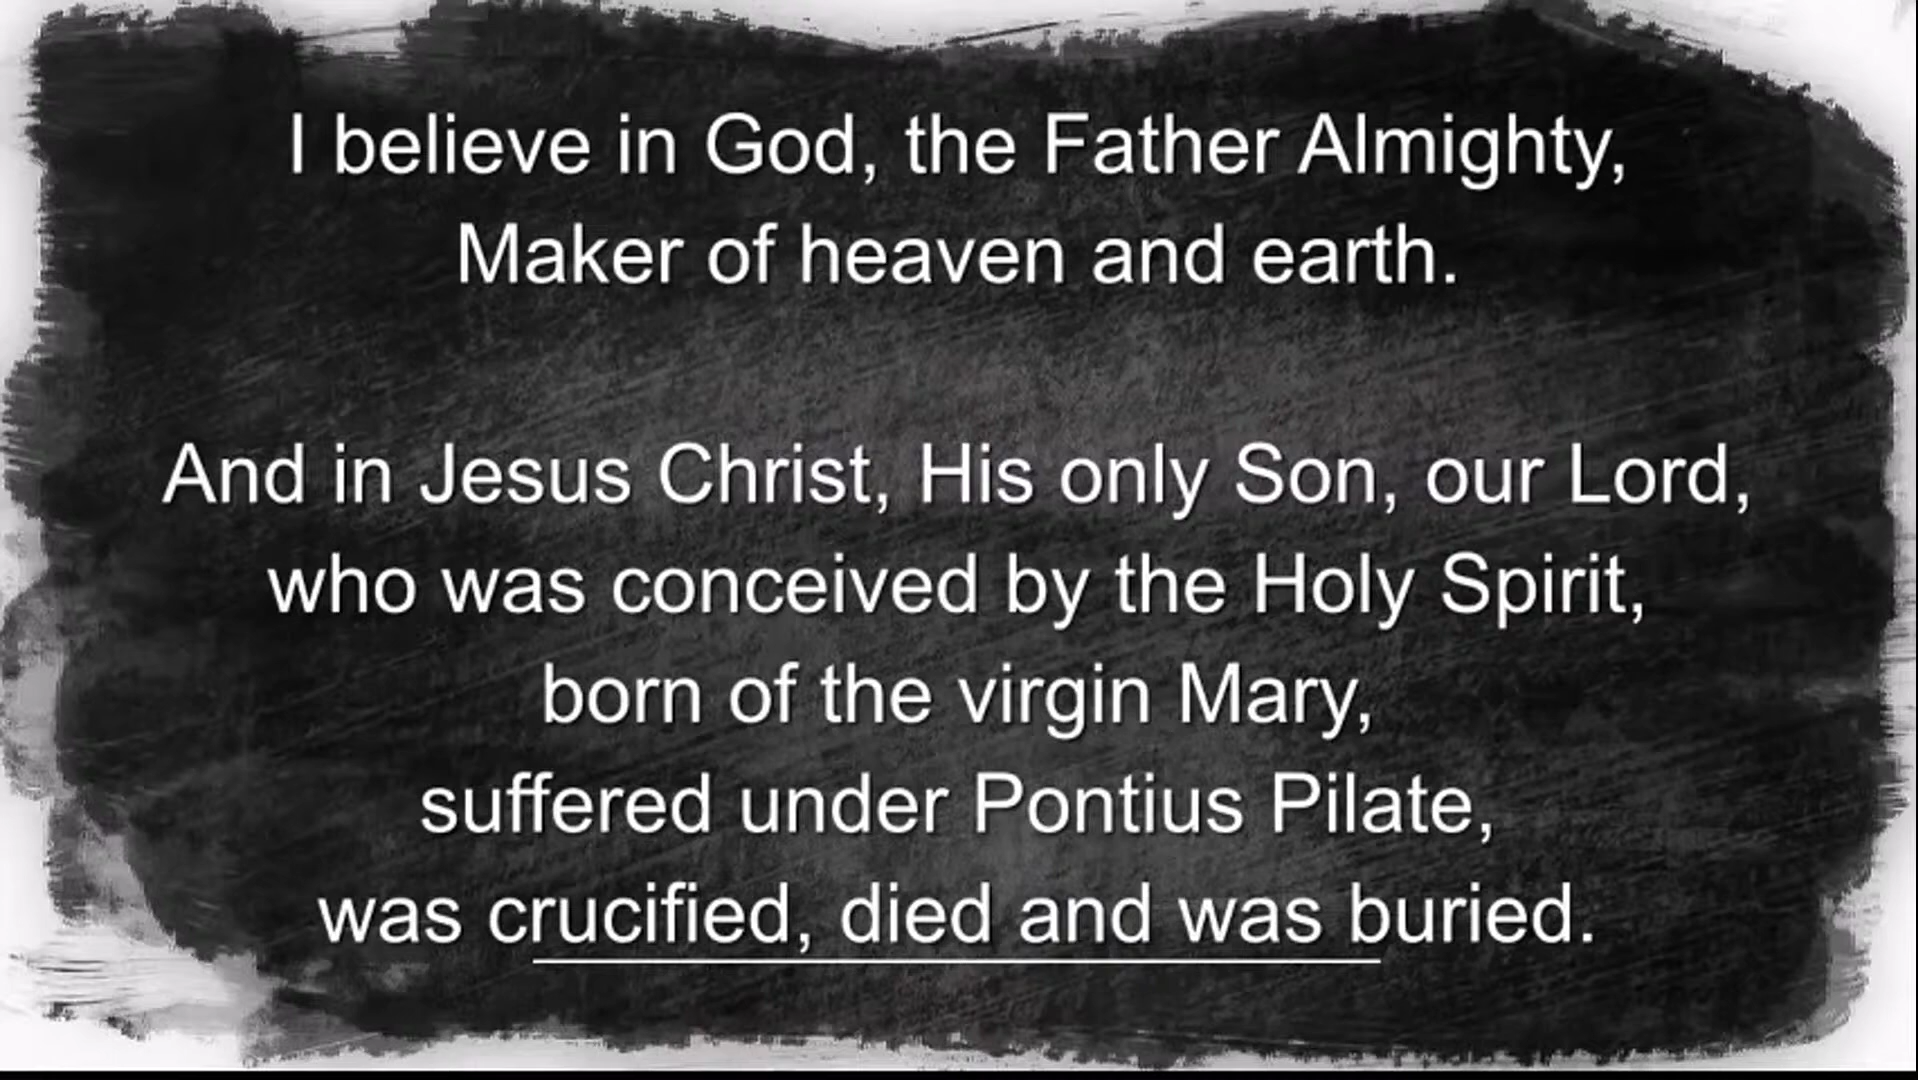 I believe in God, the Father Almighty,
Maker of heaven and earth.
And in Jesus Christ, His only Son, our Lord,
who was conceived by the Holy Spirit,
born of the virgin Mary,
suffered under Pontius Pilate,
was crucified, died and was buried.